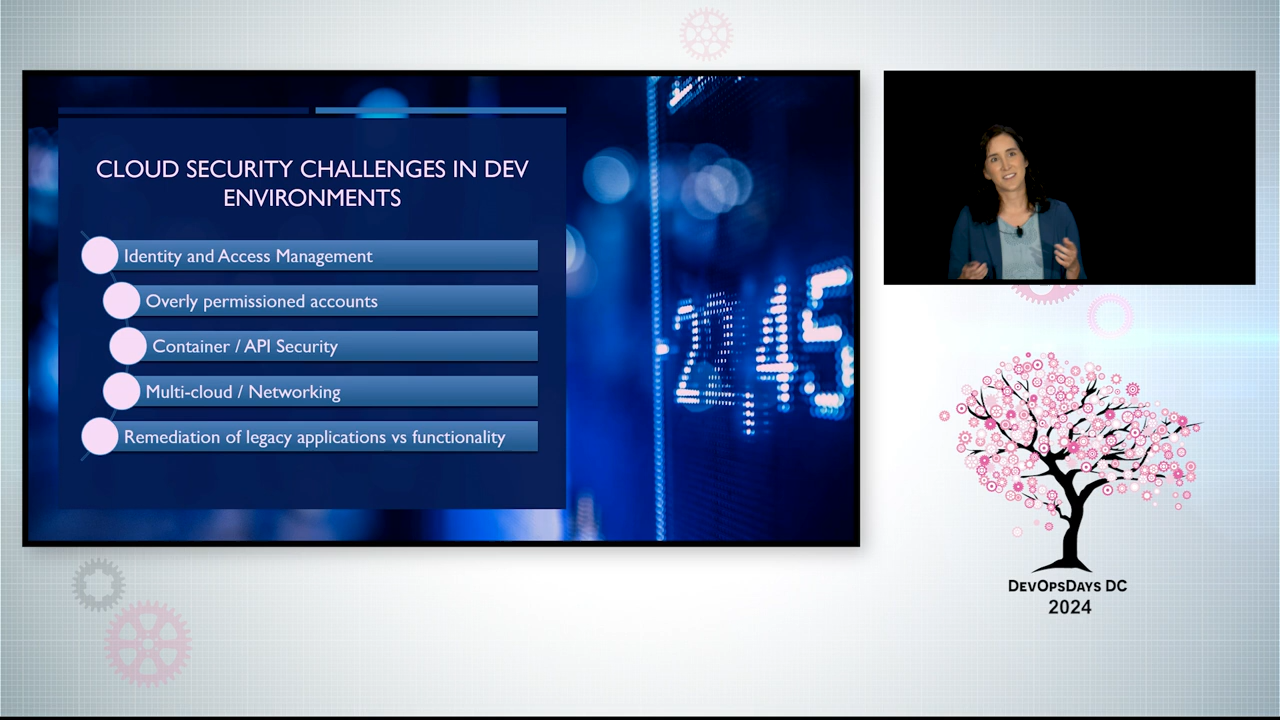 CLOUD SECURITY CHALLENGES IN DEV
ENVIRONMENTS
Identity and Access Management
Overly permissioned accounts
Container / API Security
Multi-cloud / Networking
Remediation of legacy applications vs functionality
DEVOPSDAYS DC
2024